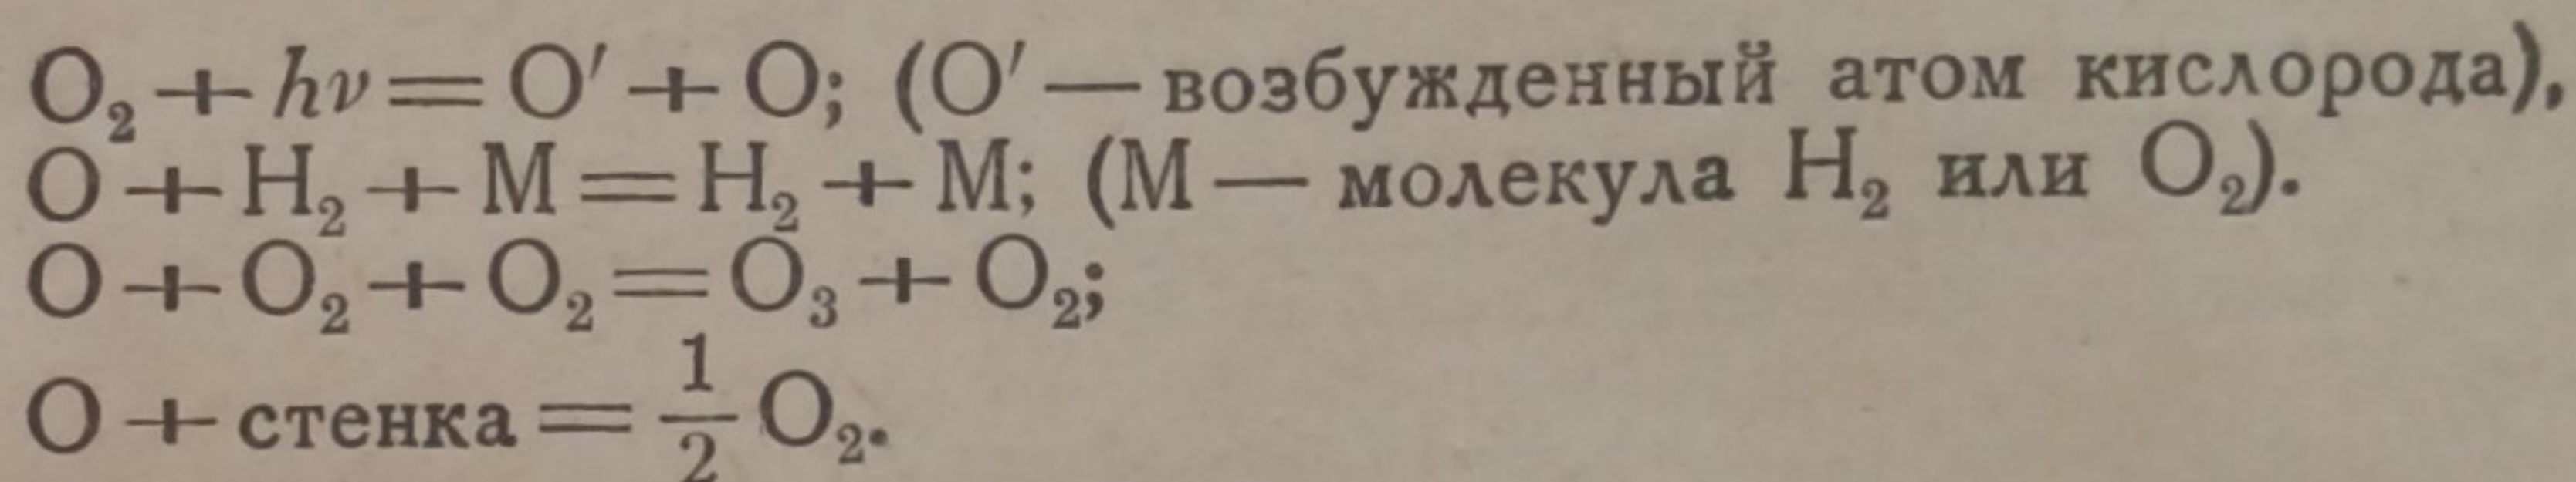 O₂ + hν = O′ + O; (O′ — возбужденный атом кислорода),
O + H₂ + M = H₂ + M; (M — молекула H₂ или O₂).
O + O₂ + O₂ = O₃ + O₂;
O + стенка = 1/2 O₂.